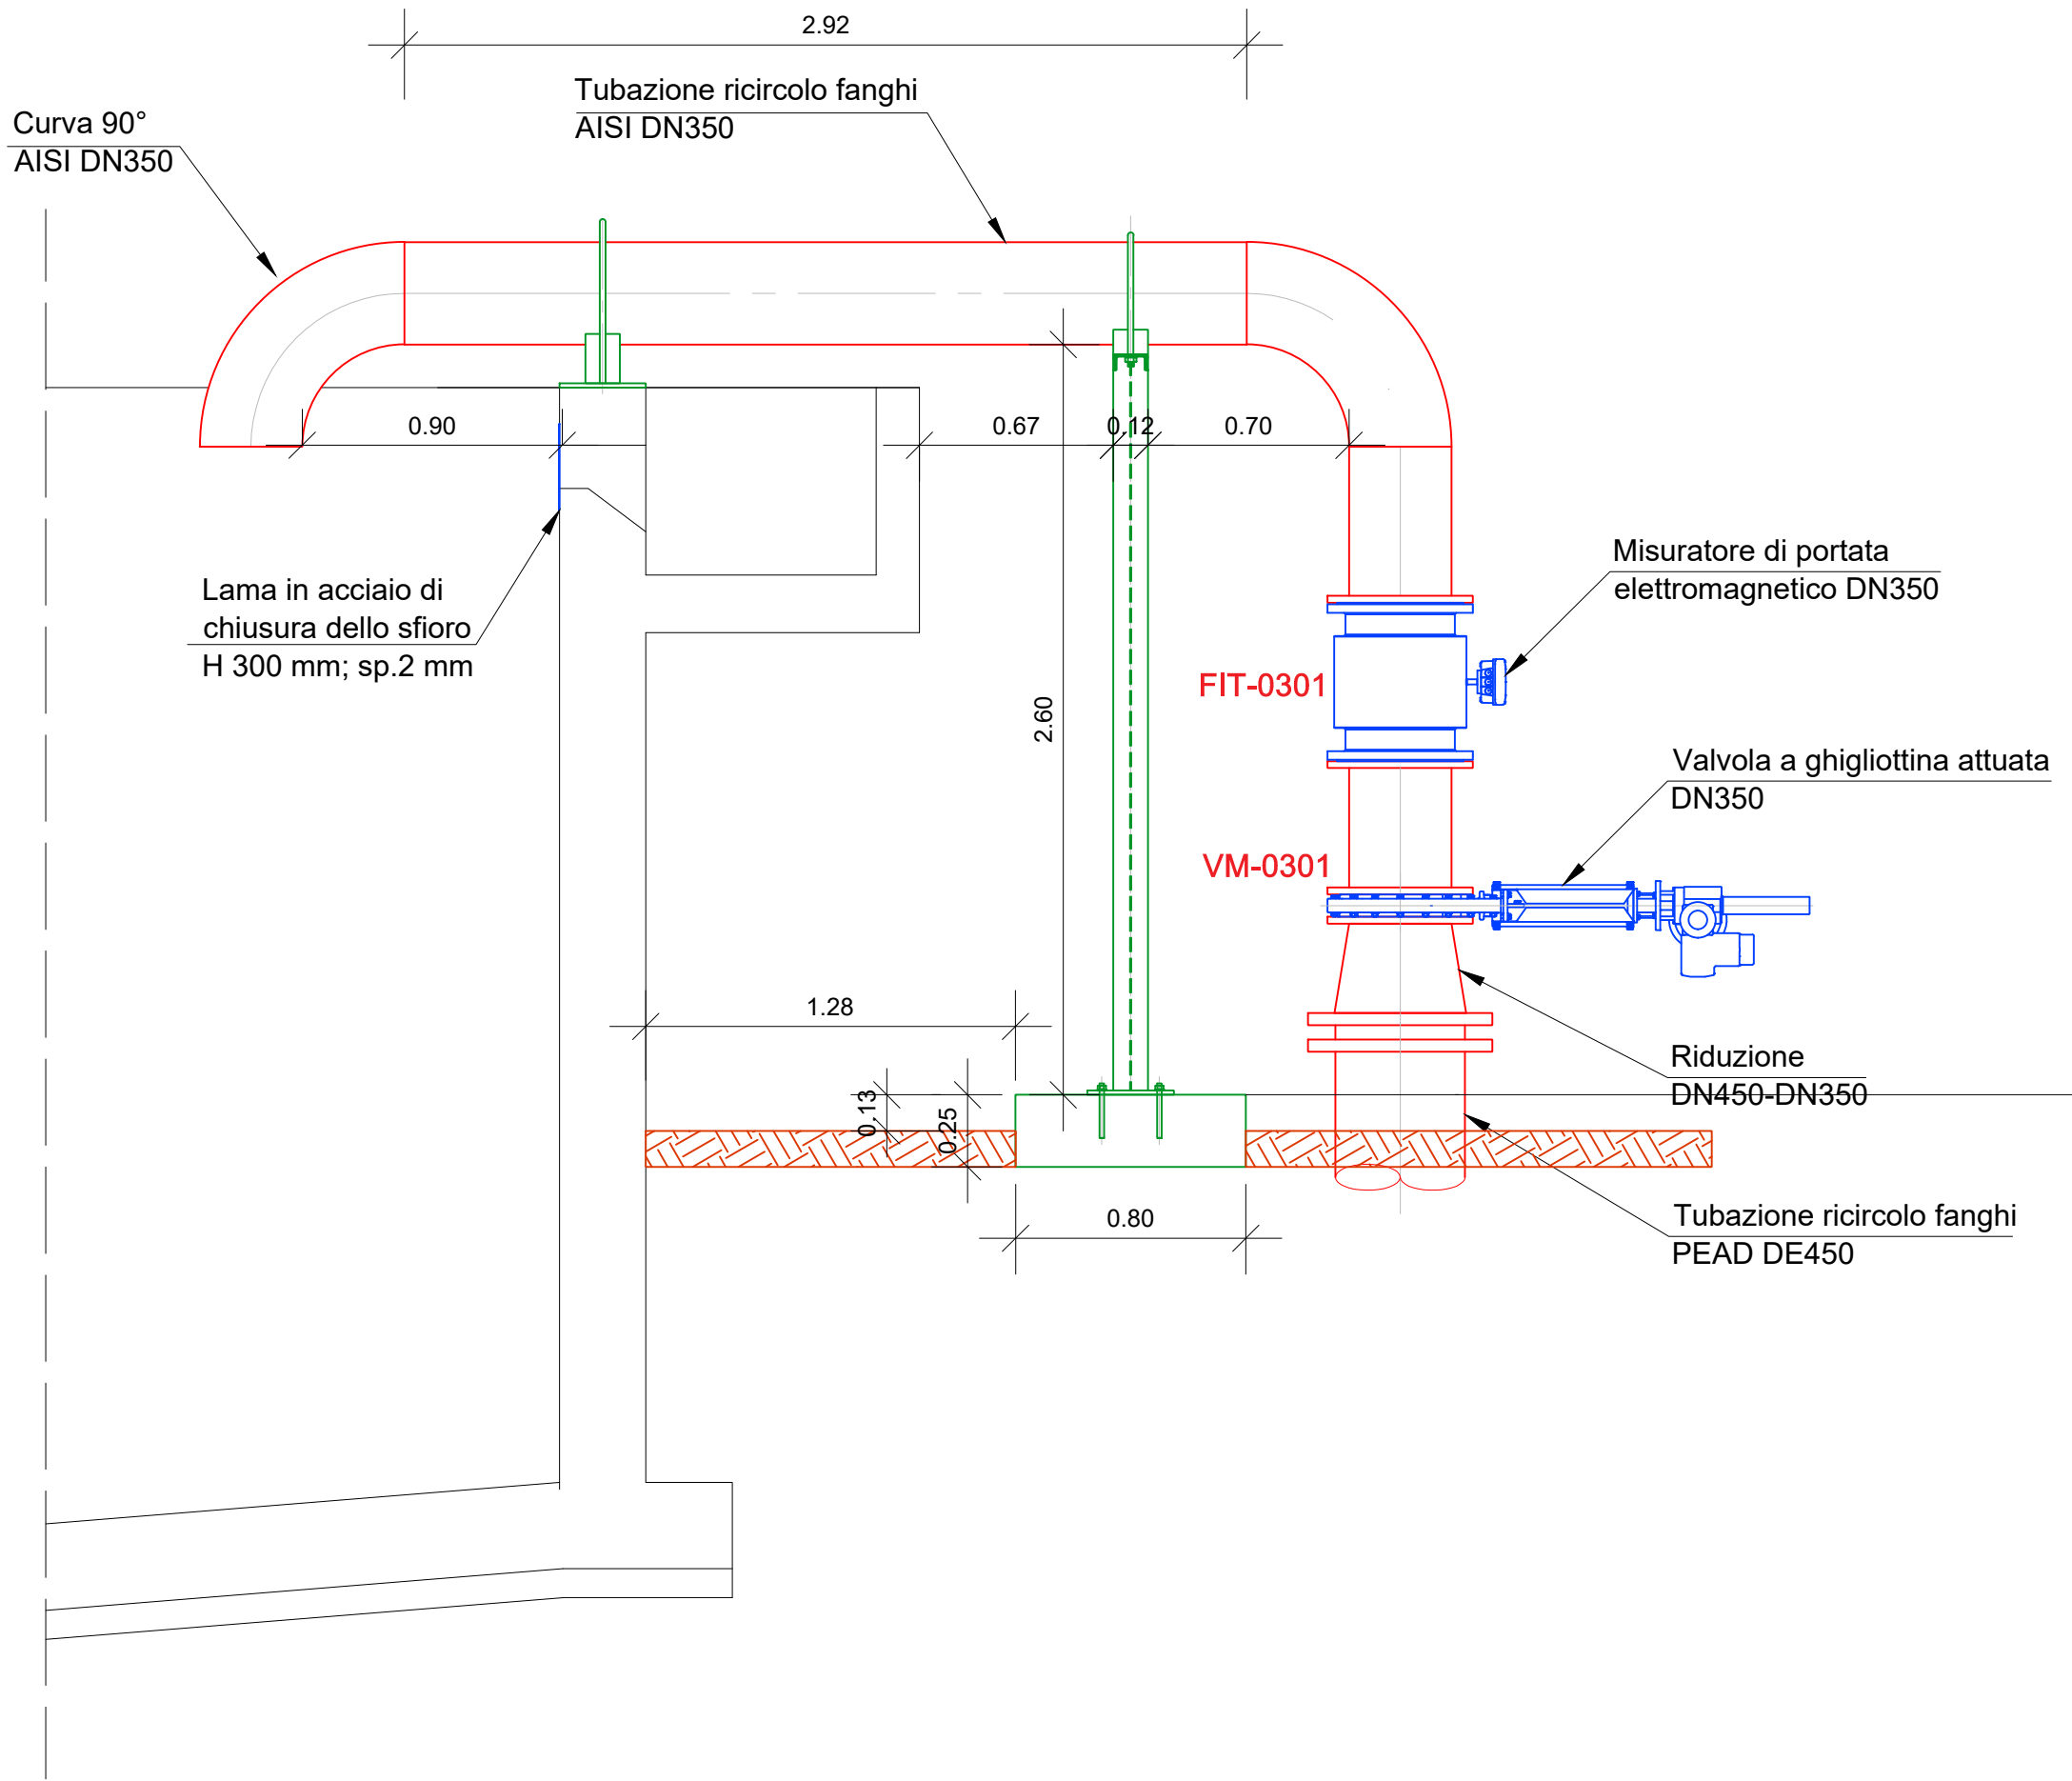 2.92
Tubazione ricircolo fanghi
AISI DN350
Curva 90°
AISI DN350
0.90
0.67
0.12
0.70
Misuratore di portata
elettromagnetico DN350
Lama in acciaio di
chiusura dello sfioro
H 300 mm; sp.2 mm
FIT-0301
2.60
Valvola a ghigliottina attuata
DN350
VM-0301
1.28
Riduzione
DN450-DN350
0.13
0.25
0.80
Tubazione ricircolo fanghi
PEAD DE450